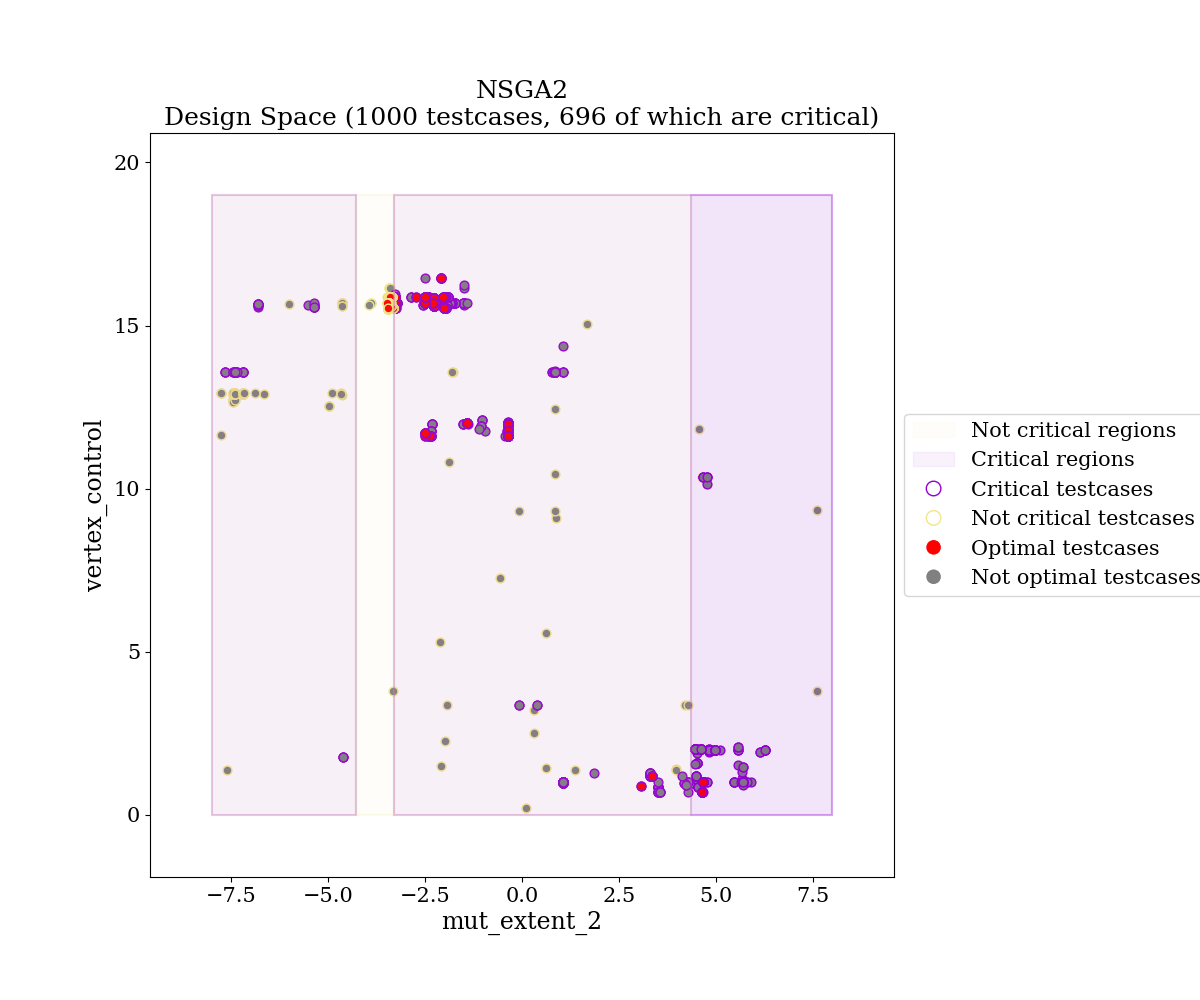 NSGA2
Design Space (1000 testcases, 696 of which are critical)
20
15
10
5
0
vertex_control
−7.5
−5.0
−2.5
0.0
2.5
5.0
7.5
mut_extent_2
Not critical regions
Critical regions
Critical testcases
Not critical testcases
Optimal testcases
Not optimal testcases